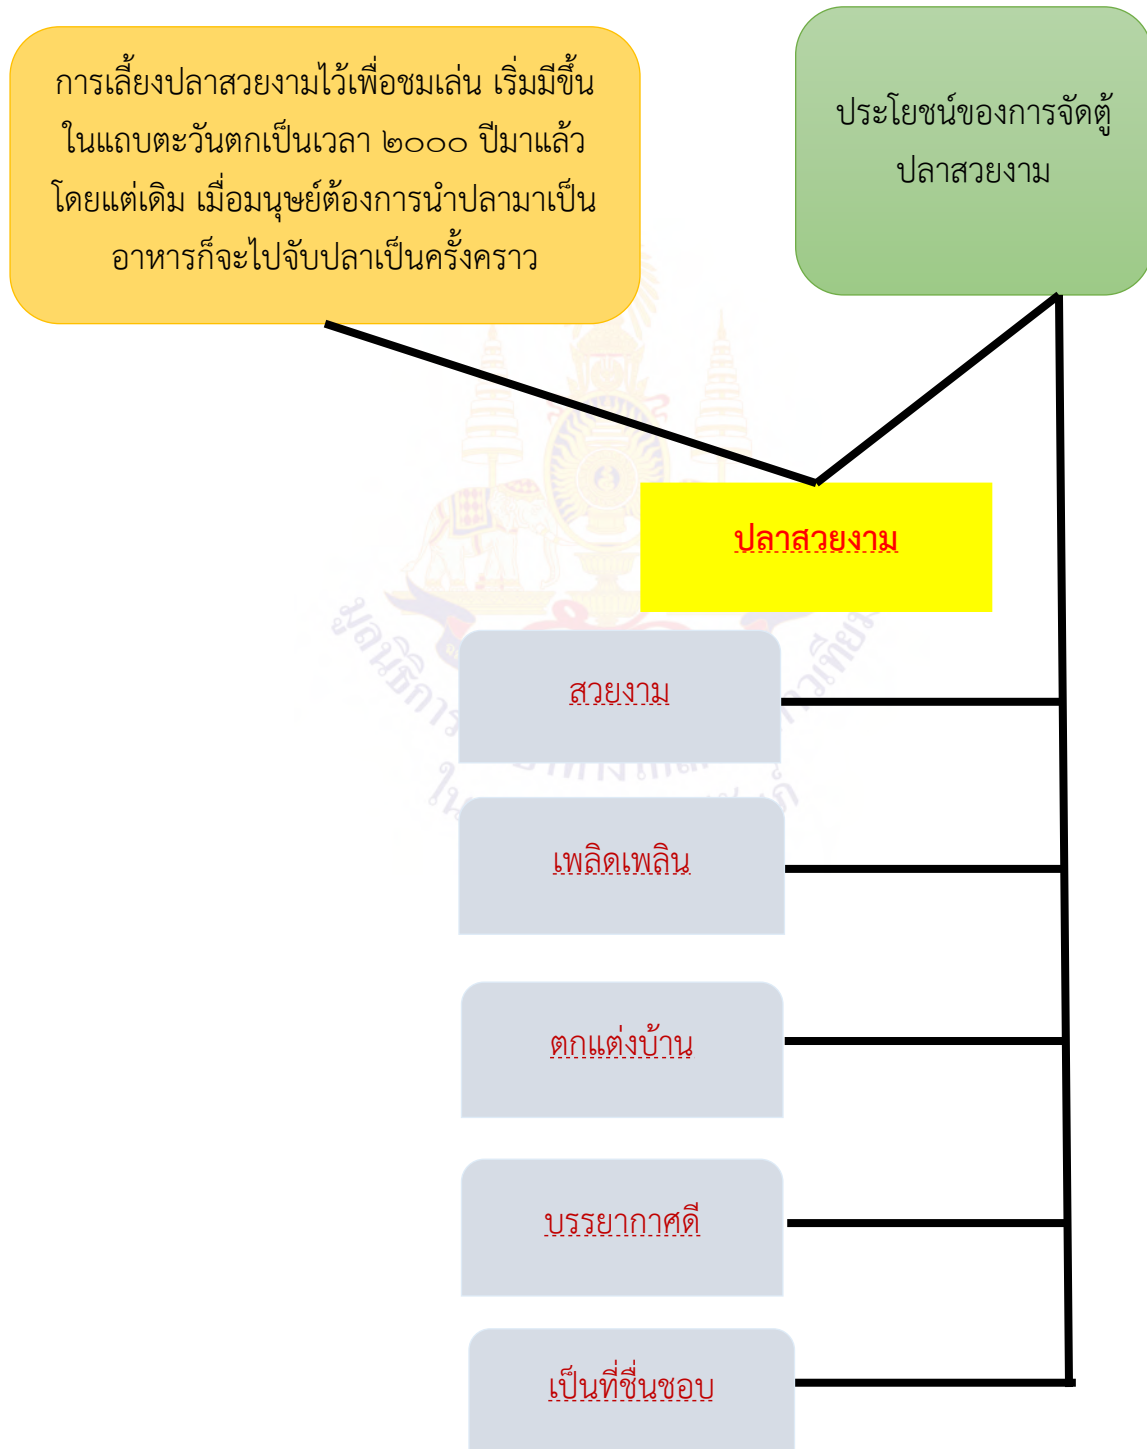 การเลี้ยงปลาสวยงามไว้เพื่อชมเล่น เริ่มมีขึ้น
ในแถบตะวันตกเป็นเวลา ๒๐๐๐ ปีมาแล้ว
โดยแต่เดิม เมื่อมนุษย์ต้องการนำปลามาเป็น
อาหารก็จะไปจับปลาเป็นครั้งคราว
ประโยชน์ของการจัดตู้
ปลาสวยงาม
ปลาสวยงาม
สวยงาม
เพลิดเพลิน
ตกแต่งบ้าน
บรรยากาศดี
เป็นที่ชื่นชอบ